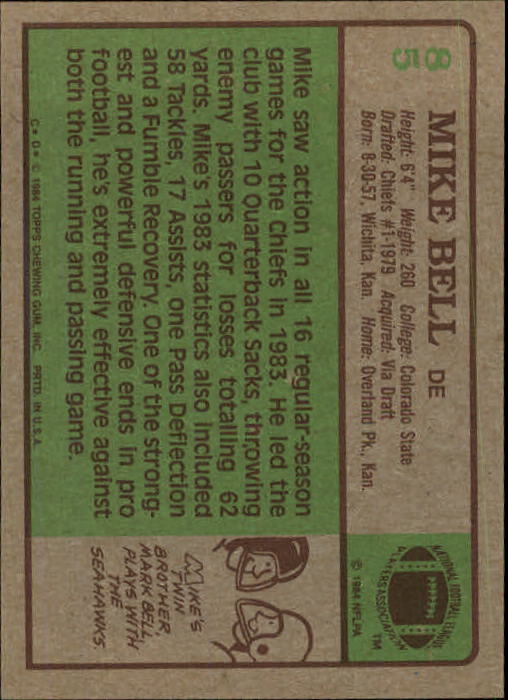 85
MIKE BELL DE
Height: 6'4" Weight: 260 College: Colorado State
Drafted: Chiefs #1-1979 Acquired: Via Draft
Born: 8-30-57, Wichita, Kan. Home: Overland Pk., Kan.
NATIONAL FOOTBALL LEAGUE
PLAYERS ASSOCIATION
TM
© 1984 NFLPA
Mike saw action in all 16 regular-season
games for the Chiefs in 1983. He led the
club with 10 Quarterback Sacks, throwing
enemy passers for losses totalling 62
yards. Mike's 1983 statistics also included
58 Tackles, 17 Assists, one Pass Deflection
and a Fumble Recovery. One of the strong-
est and powerful defensive ends in pro
football, he's extremely effective against
both the running and passing game.
MIKE'S
TWIN
BROTHER,
MARK BELL,
PLAYS WITH
THE
SEAHAWKS.
C* D* © 1984 TOPPS CHEWING GUM, INC. PRTD. IN U.S.A.